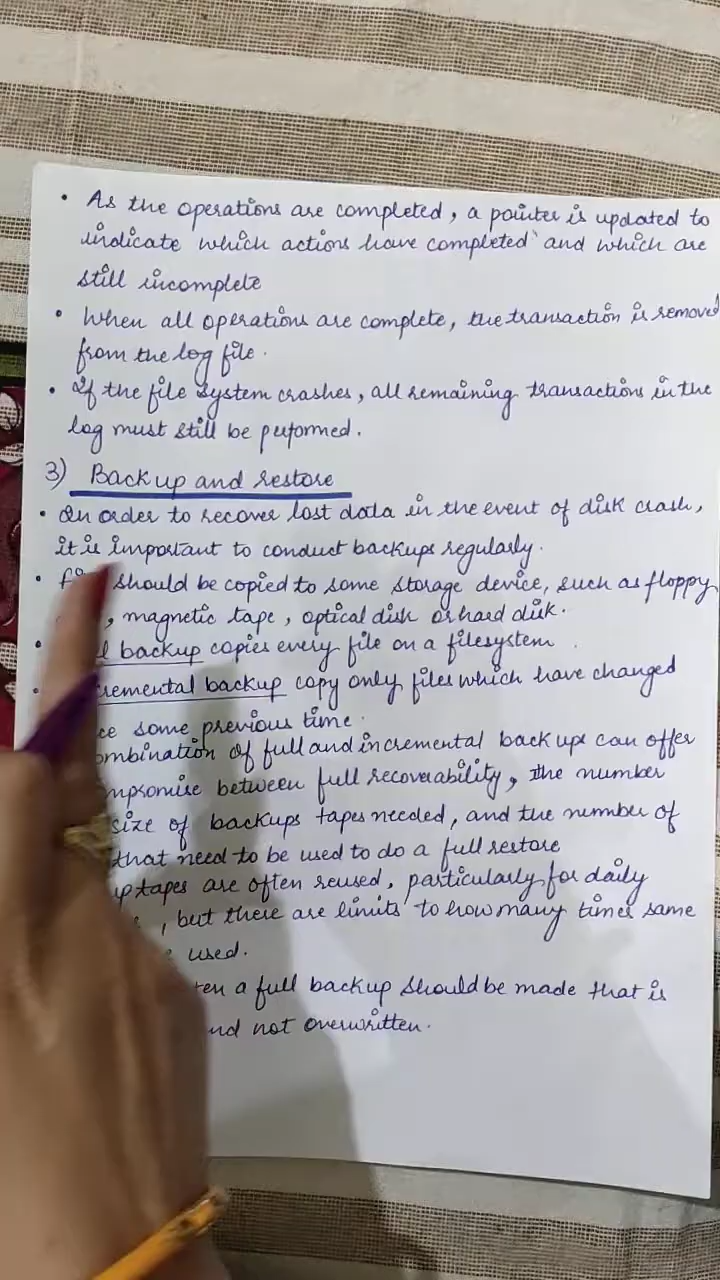 • As the operations are completed, a pointer is updated to
indicate which actions have completed and which are
still incomplete
• When all operations are complete, the transaction is removed
from the log file.
• If the file system crashes, all remaining transactions in the
log must still be performed.
3) Backup and restore
• In order to recover lost data in the event of disk crash,
it is important to conduct backups regularly.
• should be copied to some storage device, such as floppy
, magnetic tape, optical disk or hard disk.
• backup copies every file on a filesystem
• backup copy only files which have changed
some previous time.
of full and incremental backups can offer
between full recoverability, the number
size of backups tapes needed, and the number of
that need to be used to do a full restore
tapes are often reused, particularly for daily
, but there are limits to how many times same
used.
a full backup should be made that is
not overwritten.